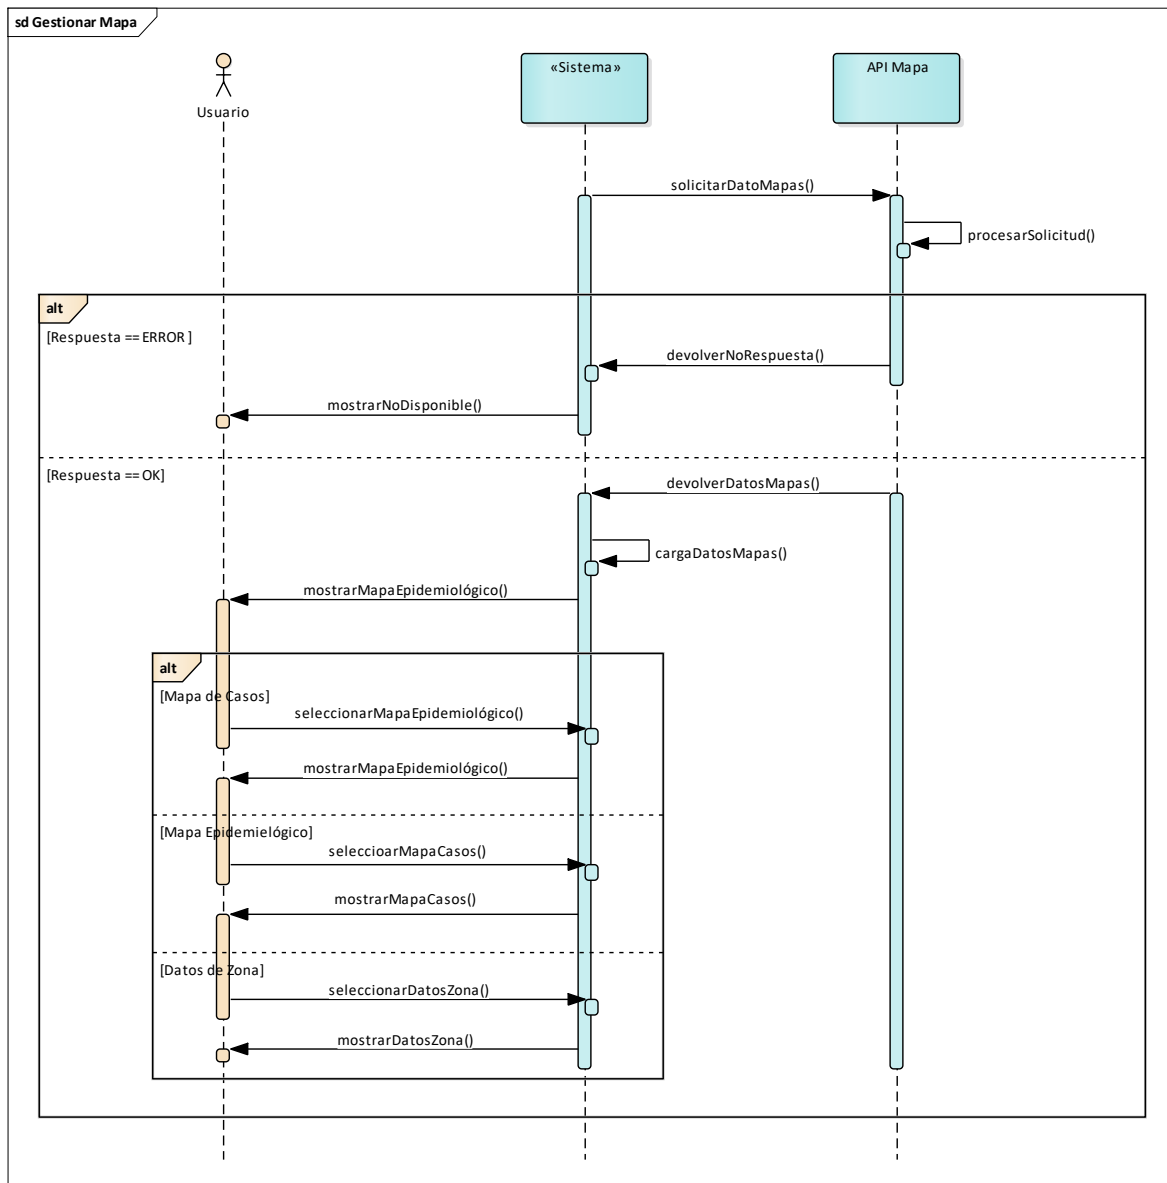 sd Gestionar Mapa
Usuario
«Sistema»
API Mapa
solicitarDatoMapas()
procesarSolicitud()
alt
[Respuesta == ERROR ]
devolverNoRespuesta()
mostrarNoDisponible()
[Respuesta == OK]
devolverDatosMapas()
cargaDatosMapas()
mostrarMapaEpidemiológico()
alt
[Mapa de Casos]
seleccionarMapaEpidemiológico()
mostrarMapaEpidemiológico()
[Mapa Epidemielógico]
seleccioarMapaCasos()
mostrarMapaCasos()
[Datos de Zona]
seleccionarDatosZona()
mostrarDatosZona()